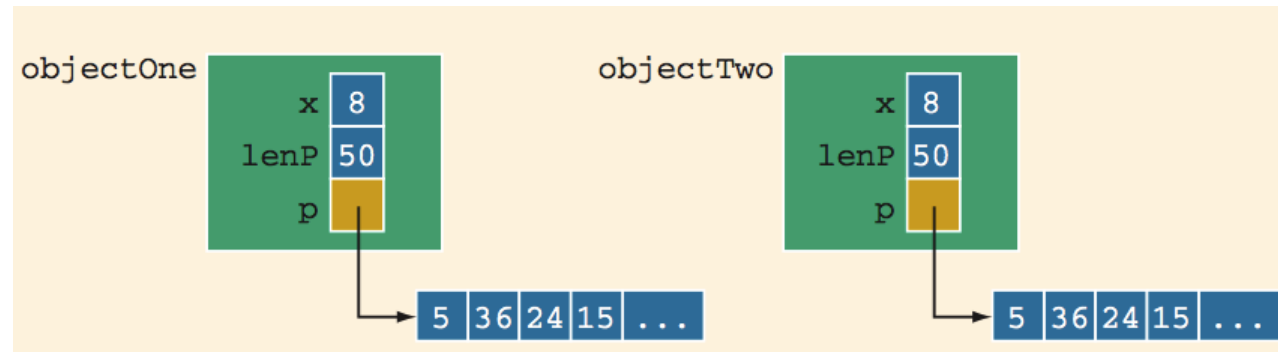 objectOne objectTwo
x 8 x 8
lenP 50 lenP 50
p p
5 36 24 15 ... 5 36 24 15 ...